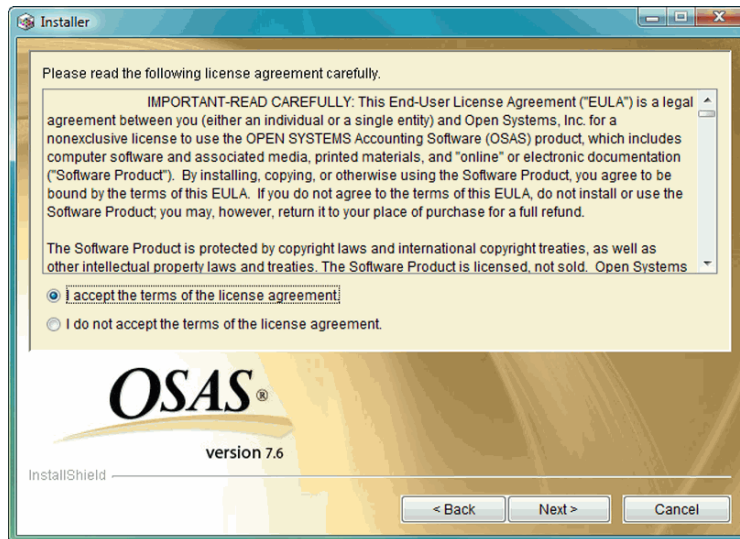 Installer
Please read the following license agreement carefully.
IMPORTANT-READ CAREFULLY: This End-User License Agreement ("EULA") is a legal
agreement between you (either an individual or a single entity) and Open Systems, Inc. for a
nonexclusive license to use the OPEN SYSTEMS Accounting Software (OSAS) product, which includes
computer software and associated media, printed materials, and "online" or electronic documentation
("Software Product"). By installing, copying, or otherwise using the Software Product, you agree to be
bound by the terms of this EULA. If you do not agree to the terms of this EULA, do not install or use the
Software Product; you may, however, return it to your place of purchase for a full refund.
The Software Product is protected by copyright laws and international copyright treaties, as well as
other intellectual property laws and treaties. The Software Product is licensed, not sold. Open Systems
I accept the terms of the license agreement.
I do not accept the terms of the license agreement.
OSAS®
version 7.6
InstallShield
< Back Next > Cancel